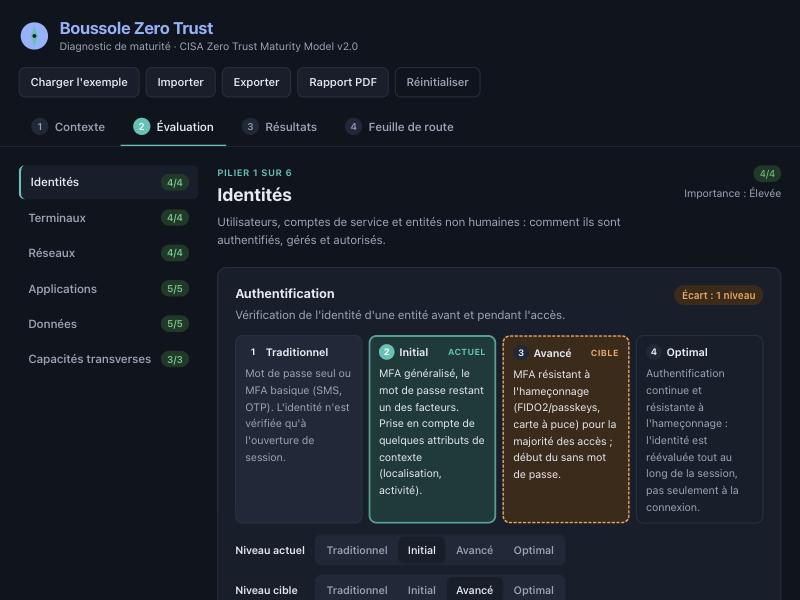 Boussole Zero Trust
Diagnostic de maturité · CISA Zero Trust Maturity Model v2.0
Charger l'exemple
Importer
Exporter
Rapport PDF
Réinitialiser
1 Contexte
2 Évaluation
3 Résultats
4 Feuille de route
Identités 4/4
Terminaux 4/4
Réseaux 4/4
Applications 5/5
Données 5/5
Capacités transverses 3/3
PILIER 1 SUR 6
Identités
4/4
Importance : Élevée
Utilisateurs, comptes de service et entités non humaines : comment ils sont
authentifiés, gérés et autorisés.
Authentification
Écart : 1 niveau
Vérification de l'identité d'une entité avant et pendant l'accès.
1 Traditionnel
Mot de passe seul ou
MFA basique (SMS,
OTP). L'identité n'est
vérifiée qu'à
l'ouverture de
session.
2 Initial ACTUEL
MFA généralisé, le
mot de passe restant
un des facteurs.
Prise en compte de
quelques attributs de
contexte
(localisation,
activité).
3 Avancé CIBLE
MFA résistant à
l'hameçonnage
(FIDO2/passkeys,
carte à puce) pour la
majorité des accès ;
début du sans mot
de passe.
4 Optimal
Authentification
continue et
résistante à
l'hameçonnage :
l'identité est
réévaluée tout au
long de la session,
pas seulement à la
connexion.
Niveau actuel Traditionnel Initial Avancé Optimal
Niveau cible Traditionnel Initial Avancé Optimal